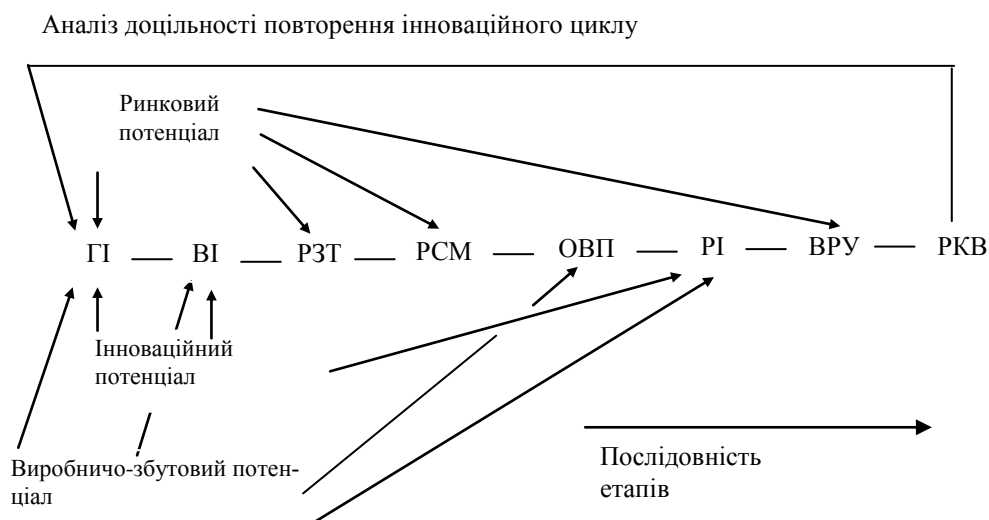 Аналіз доцільності повторення інноваційного циклу
Ринковий
потенціал
ГІ — ВІ — РЗТ — РСМ — ОВП — РІ — ВРУ — РКВ
Інноваційний
потенціал
Виробничо-збутовий потен-
ціал
Послідовність
етапів